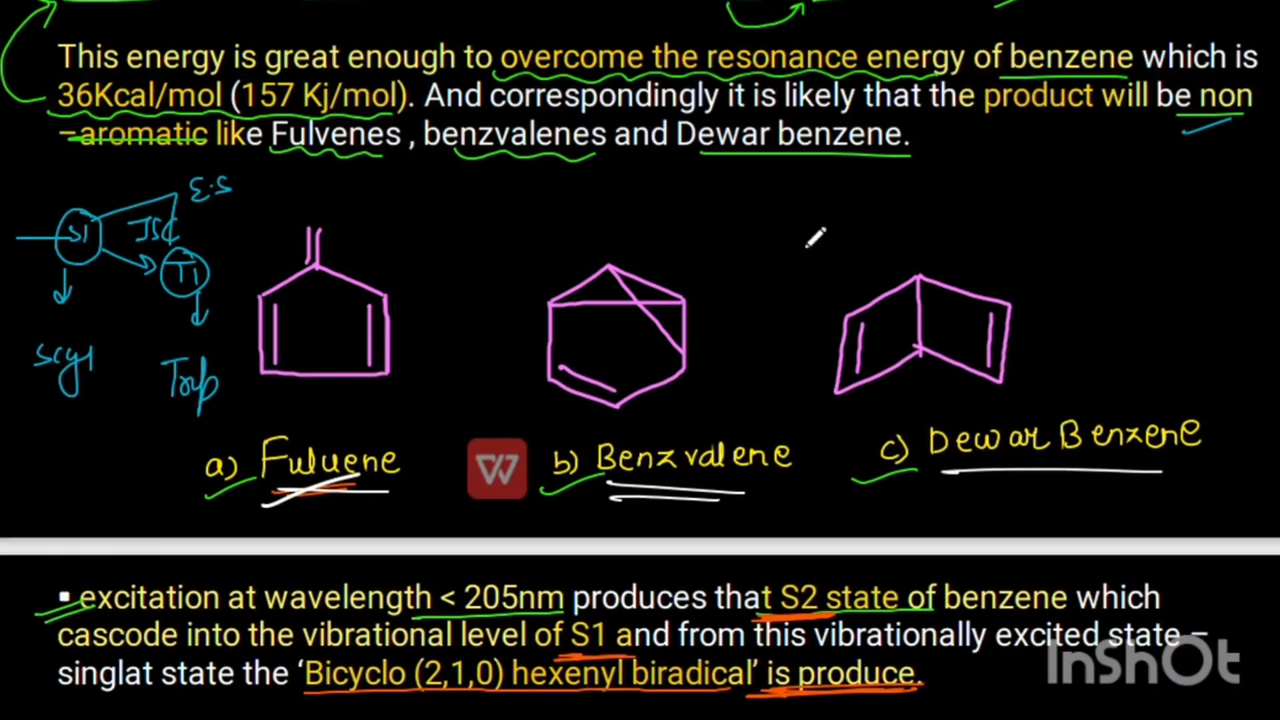 This energy is great enough to overcome the resonance energy of benzene which is
36Kcal/mol (157 Kj/mol). And correspondingly it is likely that the product will be non
–aromatic like Fulvenes , benzvalenes and Dewar benzene.
E.S
S1
ISC
T1
a) Fuluene
b) Benzvalene
c) Dewar Benzene
▪ excitation at wavelength < 205nm produces that S2 state of benzene which
cascode into the vibrational level of S1 and from this vibrationally excited state –
singlat state the ‘Bicyclo (2,1,0) hexenyl biradical’ is produce.
InShOt